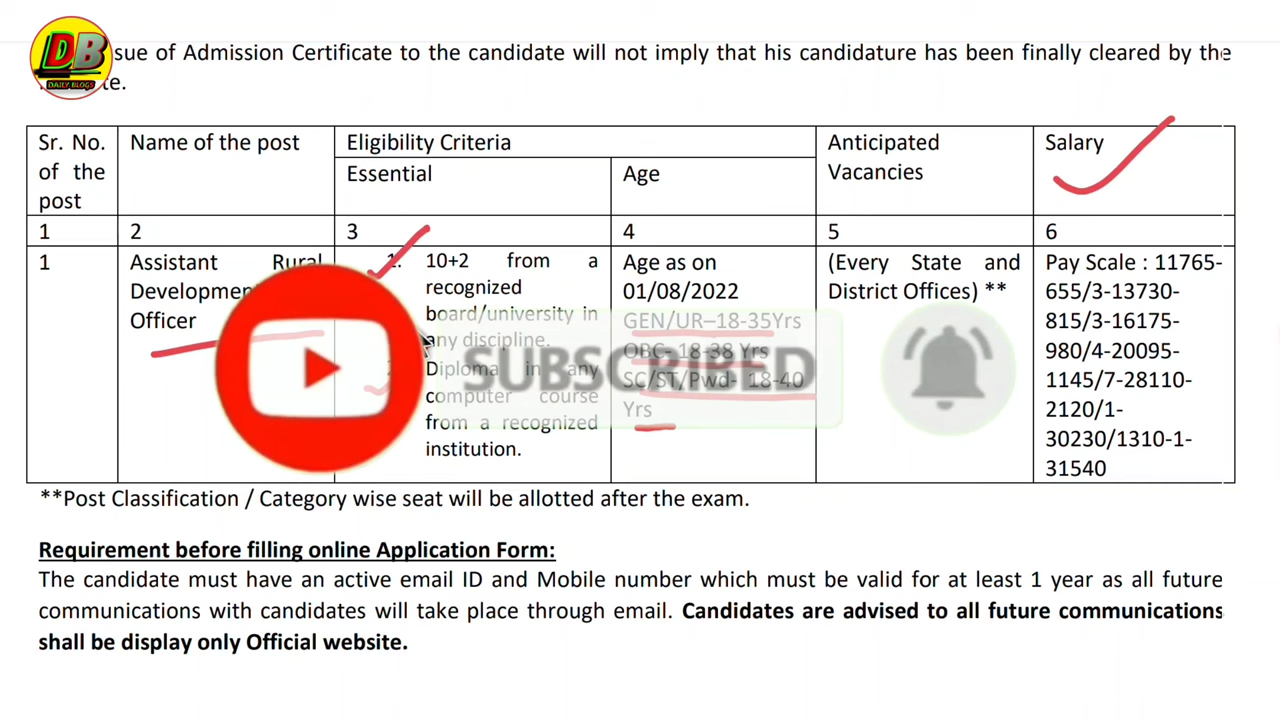 DB
DAILY BLOGS
sue of Admission Certificate to the candidate will not imply that his candidature has been finally cleared by the
te.
Sr. No. of the post
Name of the post
Eligibility Criteria
Essential
Age
Anticipated Vacancies
Salary
1 2 3 4 5 6
1
Assistant Rural
Development
Officer
1. 10+2 from a
recognized
board/university in
any discipline.
Diploma in any
computer course
from a recognized
institution.
Age as on
01/08/2022
GEN/UR–18-35Yrs
OBC- 18-38 Yrs
SC/ST/Pwd- 18-40
Yrs
(Every State and
District Offices) **
Pay Scale : 11765-
655/3-13730-
815/3-16175-
980/4-20095-
1145/7-28110-
2120/1-
30230/1310-1-
31540
SUBSCRIBED
**Post Classification / Category wise seat will be allotted after the exam.
Requirement before filling online Application Form:
The candidate must have an active email ID and Mobile number which must be valid for at least 1 year as all future
communications with candidates will take place through email. Candidates are advised to all future communications
shall be display only Official website.